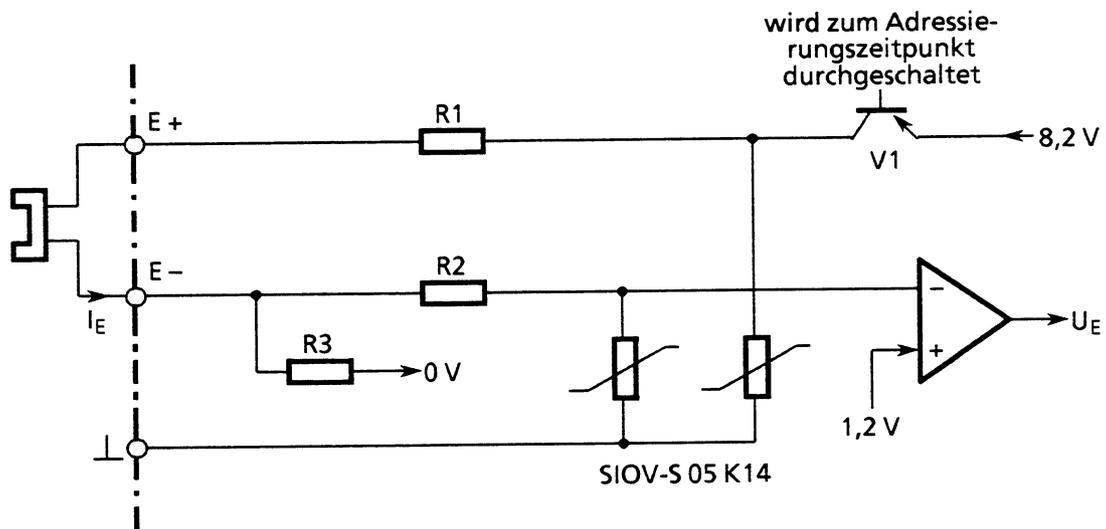 wird zum Adressie-
rungszeitpunkt
durchgeschaltet
E +
R1
8,2 V
V1
E –
R2
I_E
R3
0 V
–
+
U_E
1,2 V
⊥
SIOV-S 05 K14